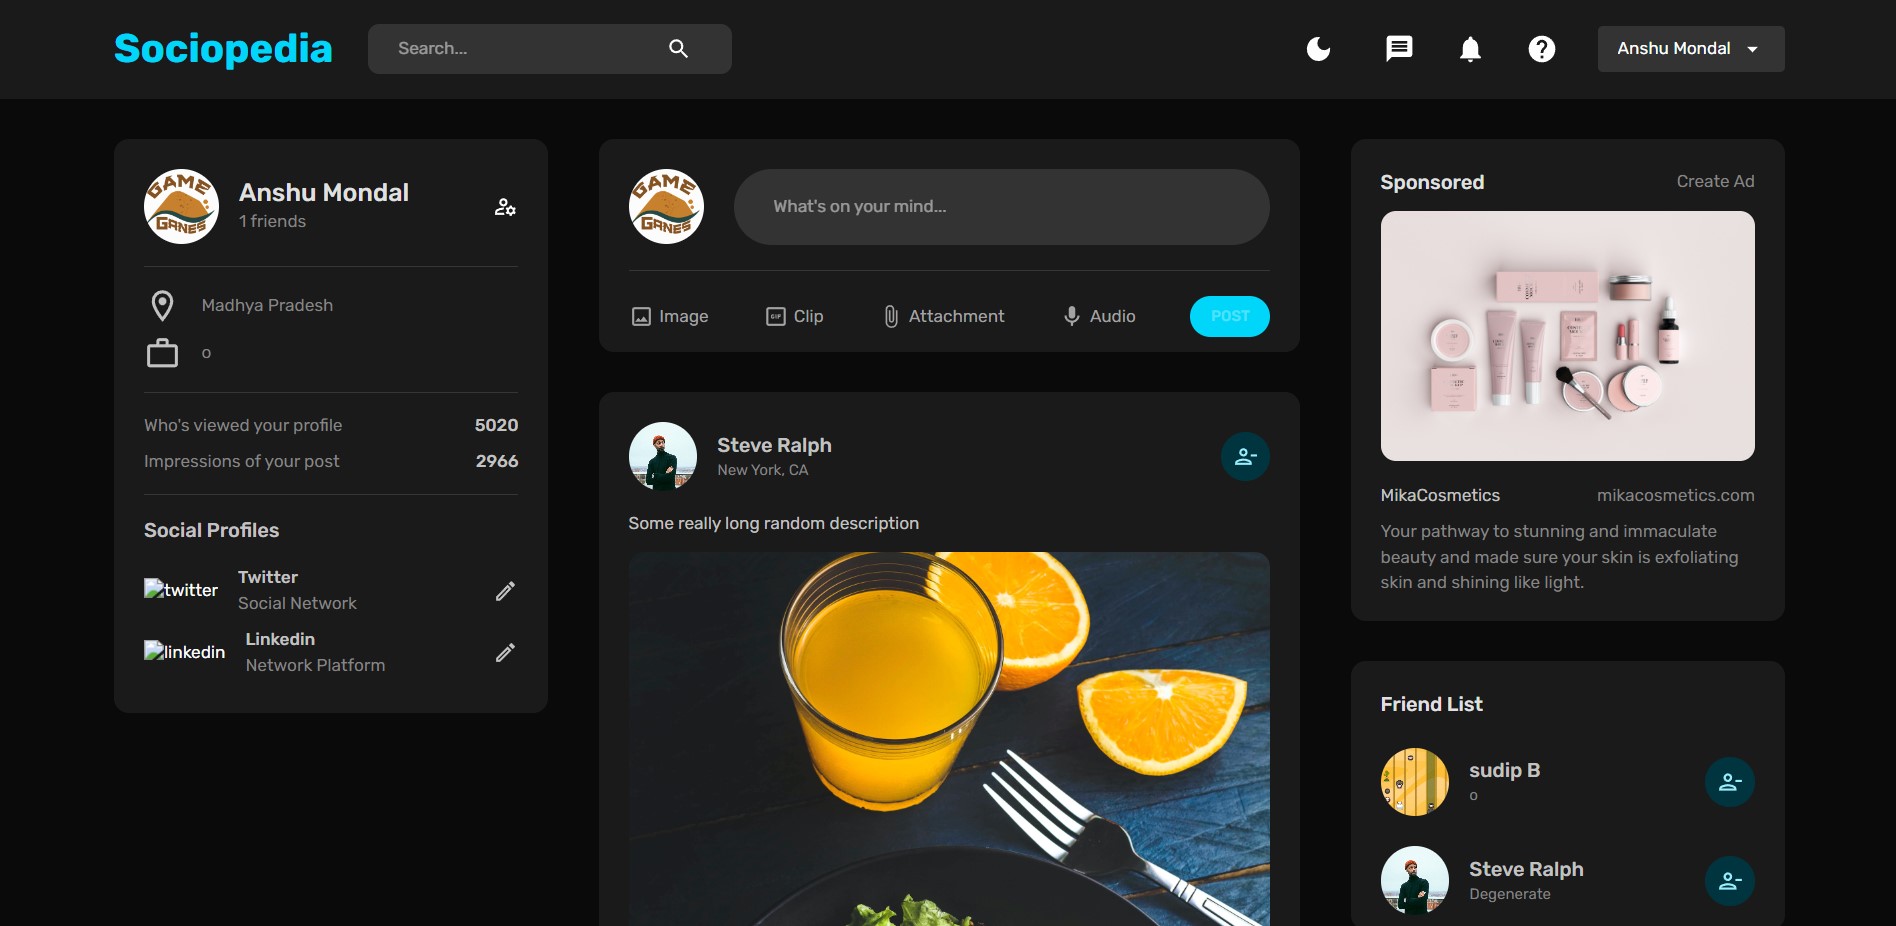 Sociopedia
Search...
Anshu Mondal
GAME
GANES
Anshu Mondal
1 friends
Madhya Pradesh
o
Who's viewed your profile
5020
Impressions of your post
2966
Social Profiles
twitter
Twitter
Social Network
linkedin
Linkedin
Network Platform
GAME
GANES
What's on your mind...
Image
GIF
Clip
Attachment
Audio
POST
Steve Ralph
New York, CA
Some really long random description
Sponsored
Create Ad
MikaCosmetics
mikacosmetics.com
Your pathway to stunning and immaculate
beauty and made sure your skin is exfoliating
skin and shining like light.
Friend List
sudip B
o
Steve Ralph
Degenerate